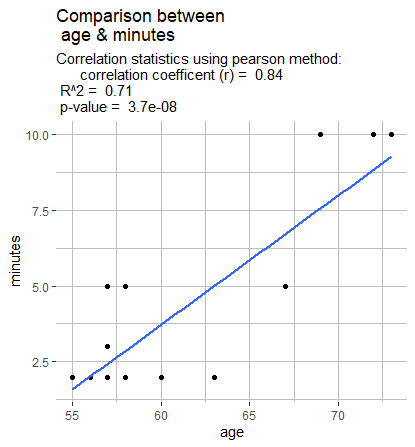 Comparison between
age & minutes
Correlation statistics using pearson method:
correlation coefficent (r) =  0.84
R^2 =  0.71
p-value =  3.7e-08
10.0
7.5
5.0
2.5
minutes
55
60
65
70
age